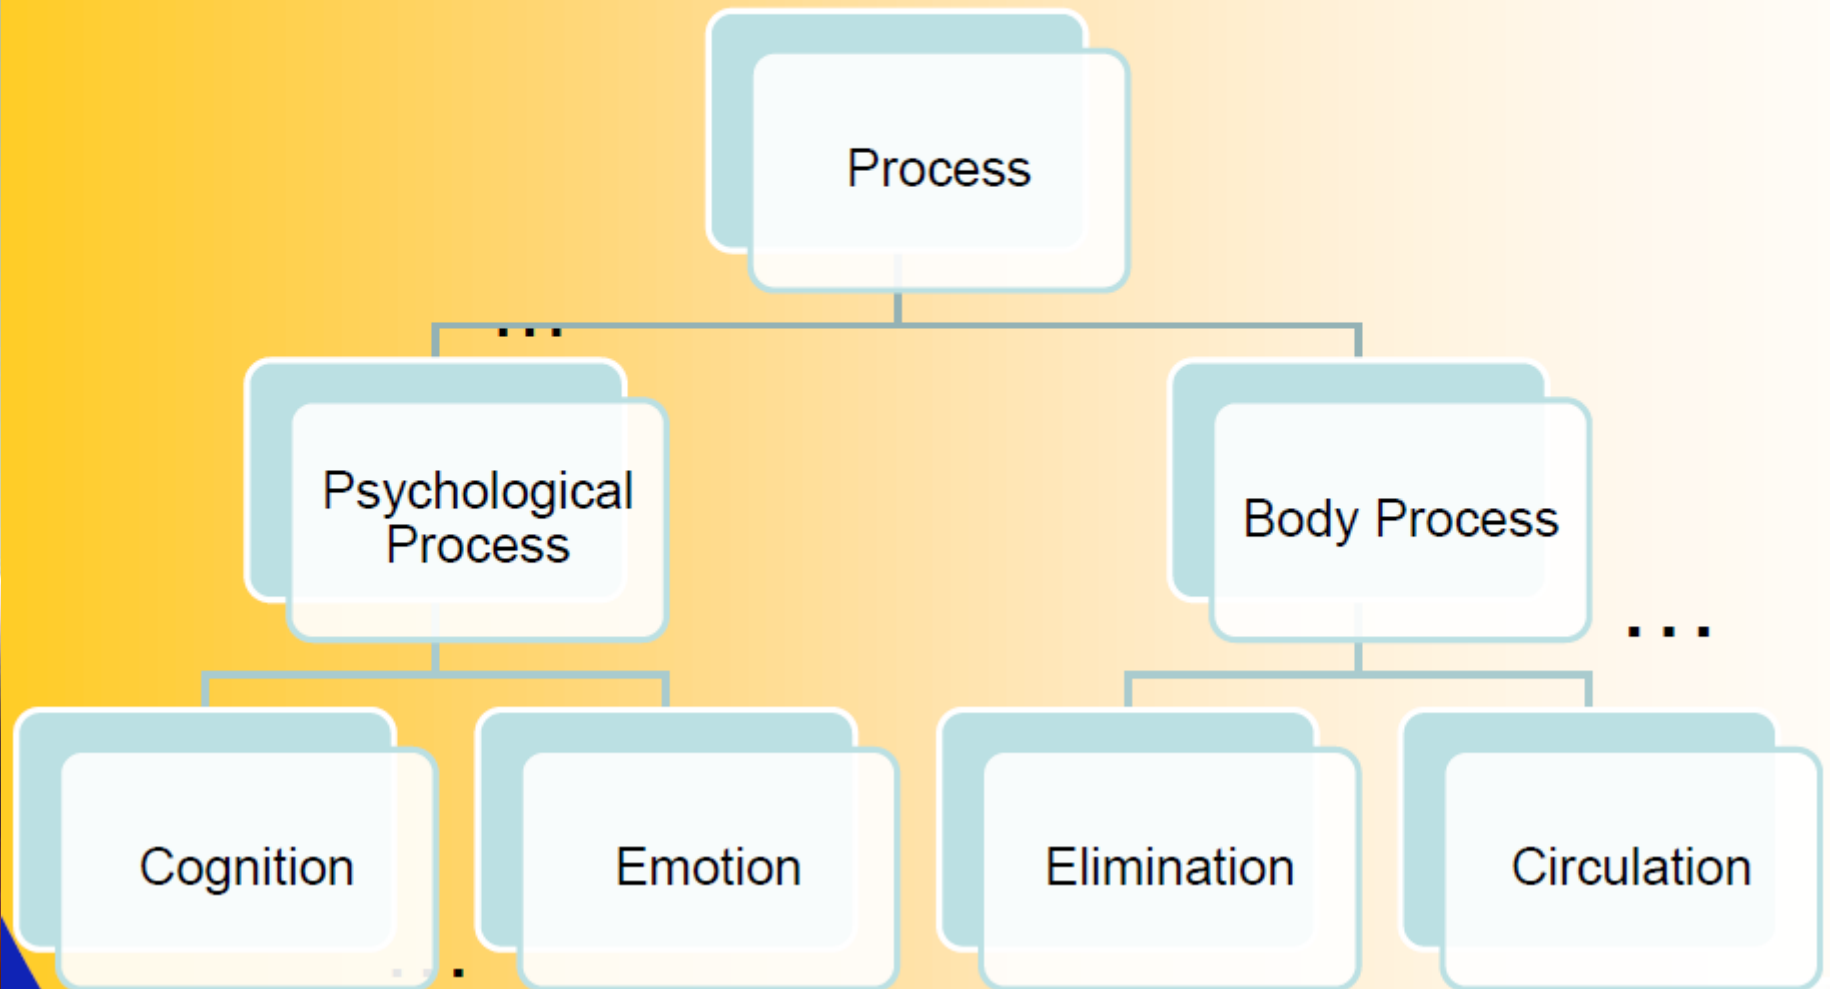 Process
...
Psychological
Process
Body Process
...
Cognition
Emotion
Elimination
Circulation
...